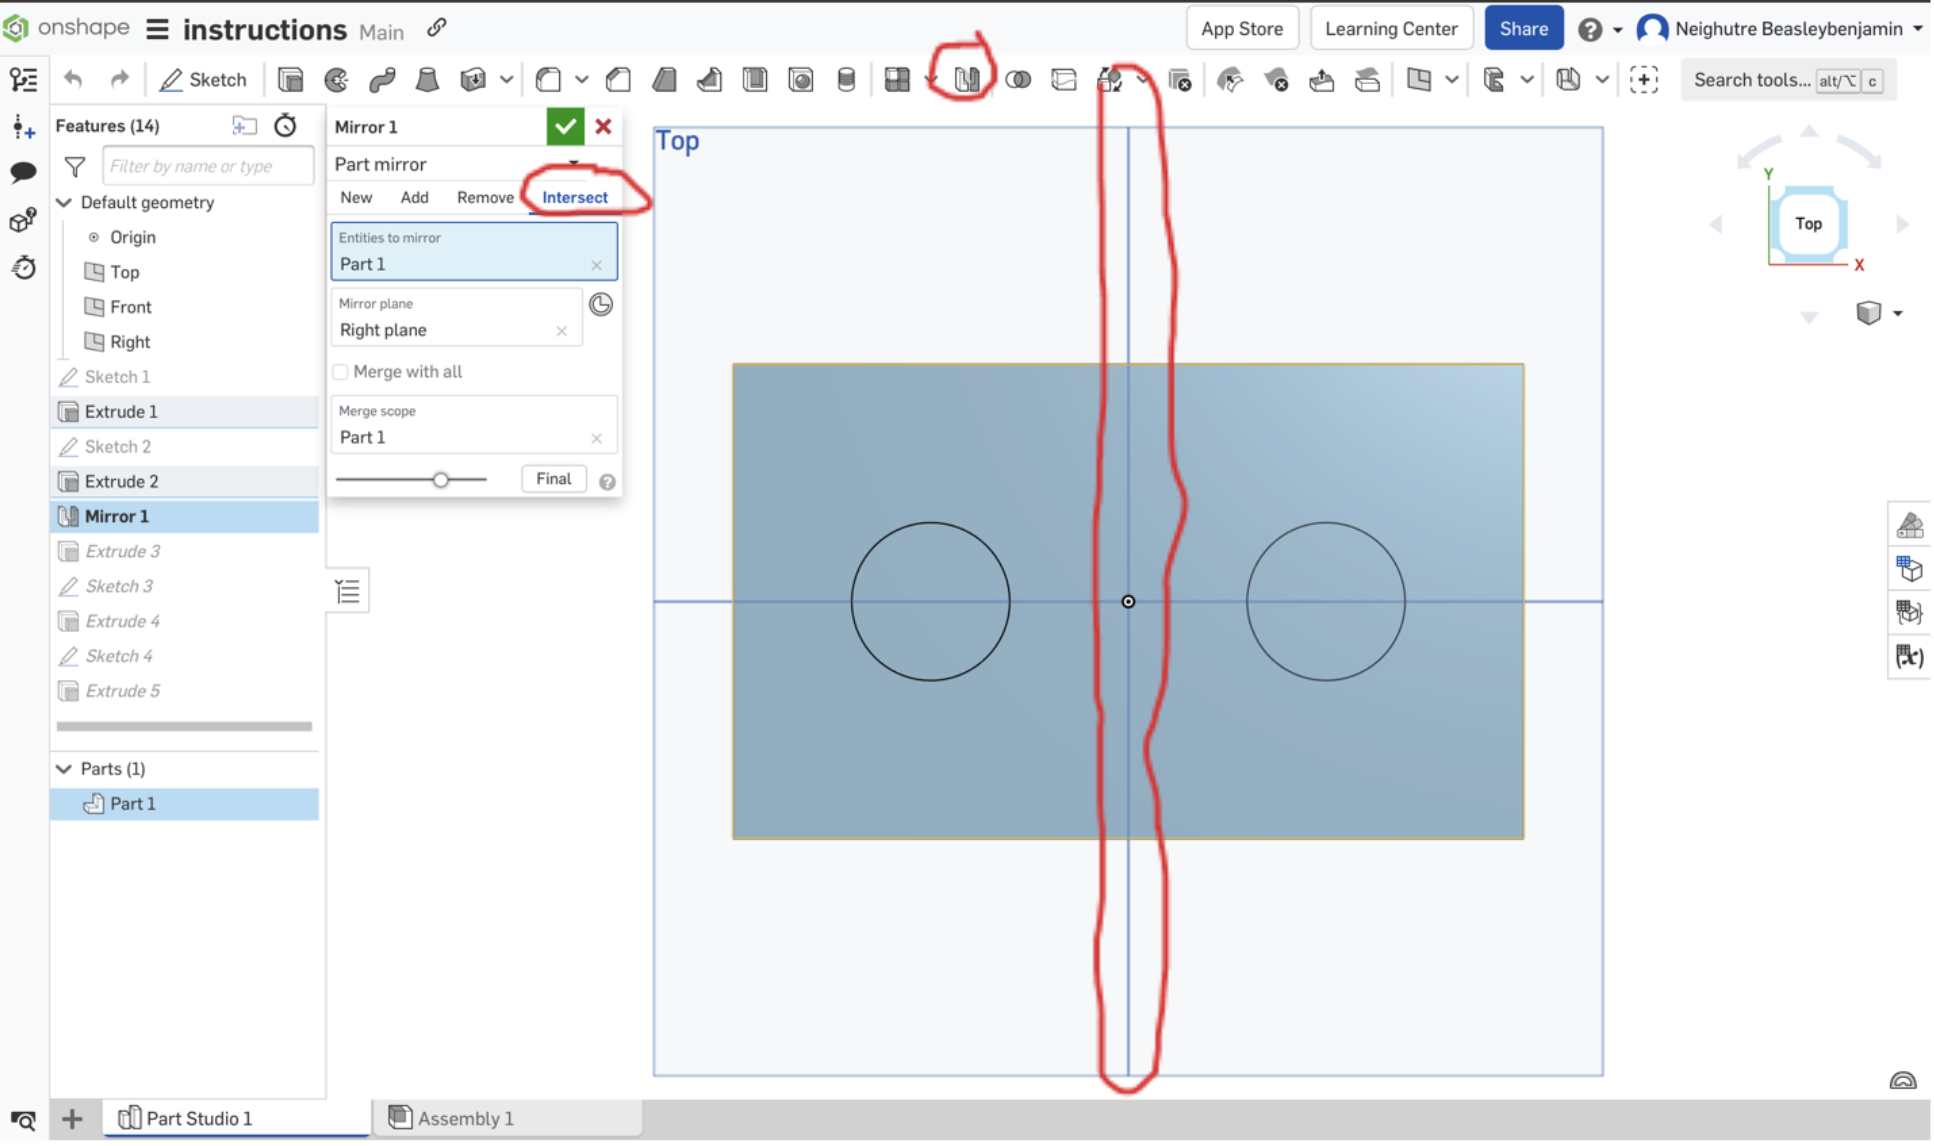 onshape instructions Main App Store Learning Center Share ? Neighutre Beasleybenjamin
Sketch Search tools... alt/⌥ c
Features (14)
Filter by name or type
Default geometry
Origin
Top
Front
Right
Sketch 1
Extrude 1
Sketch 2
Extrude 2
Mirror 1
Extrude 3
Sketch 3
Extrude 4
Sketch 4
Extrude 5
Parts (1)
Part 1
Mirror 1
Part mirror
New Add Remove Intersect
Entities to mirror
Part 1
Mirror plane
Right plane
Merge with all
Merge scope
Part 1
Final ?
Top
Y
Top
X
(x)
Part Studio 1 Assembly 1